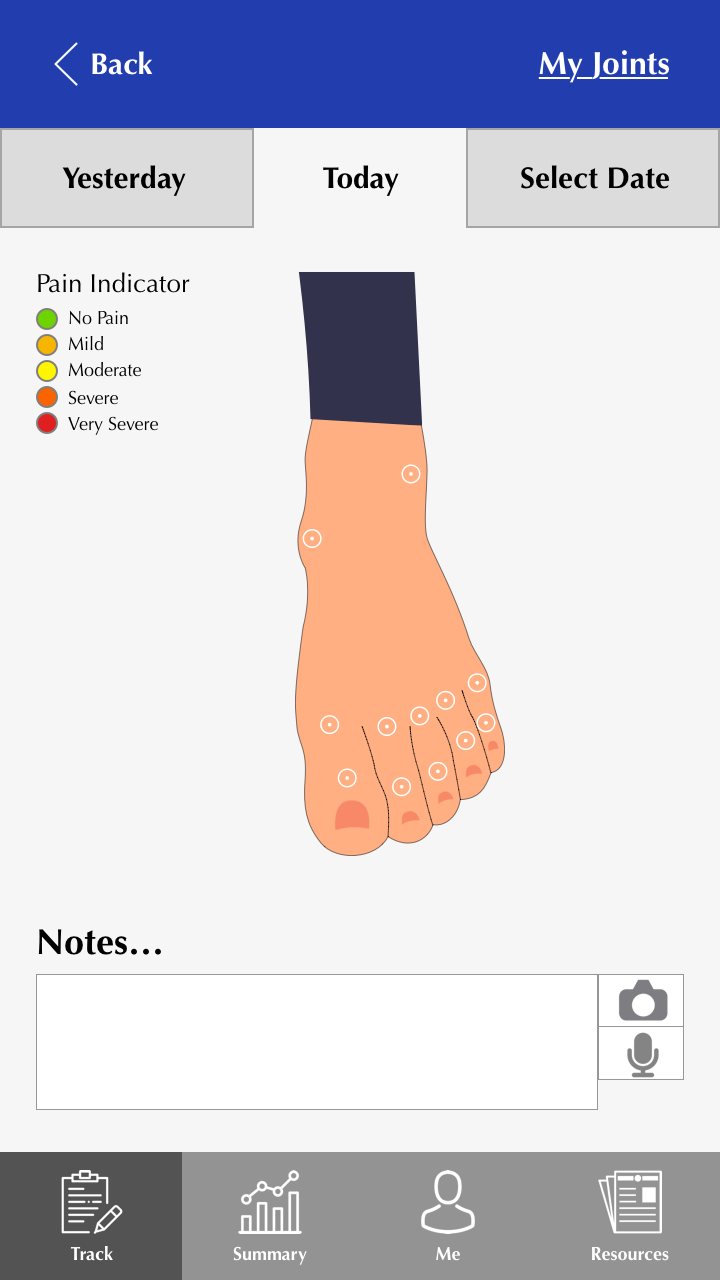 Back
My Joints
Yesterday
Today
Select Date
Pain Indicator
No Pain
Mild
Moderate
Severe
Very Severe
Notes...
Track
Summary
Me
Resources